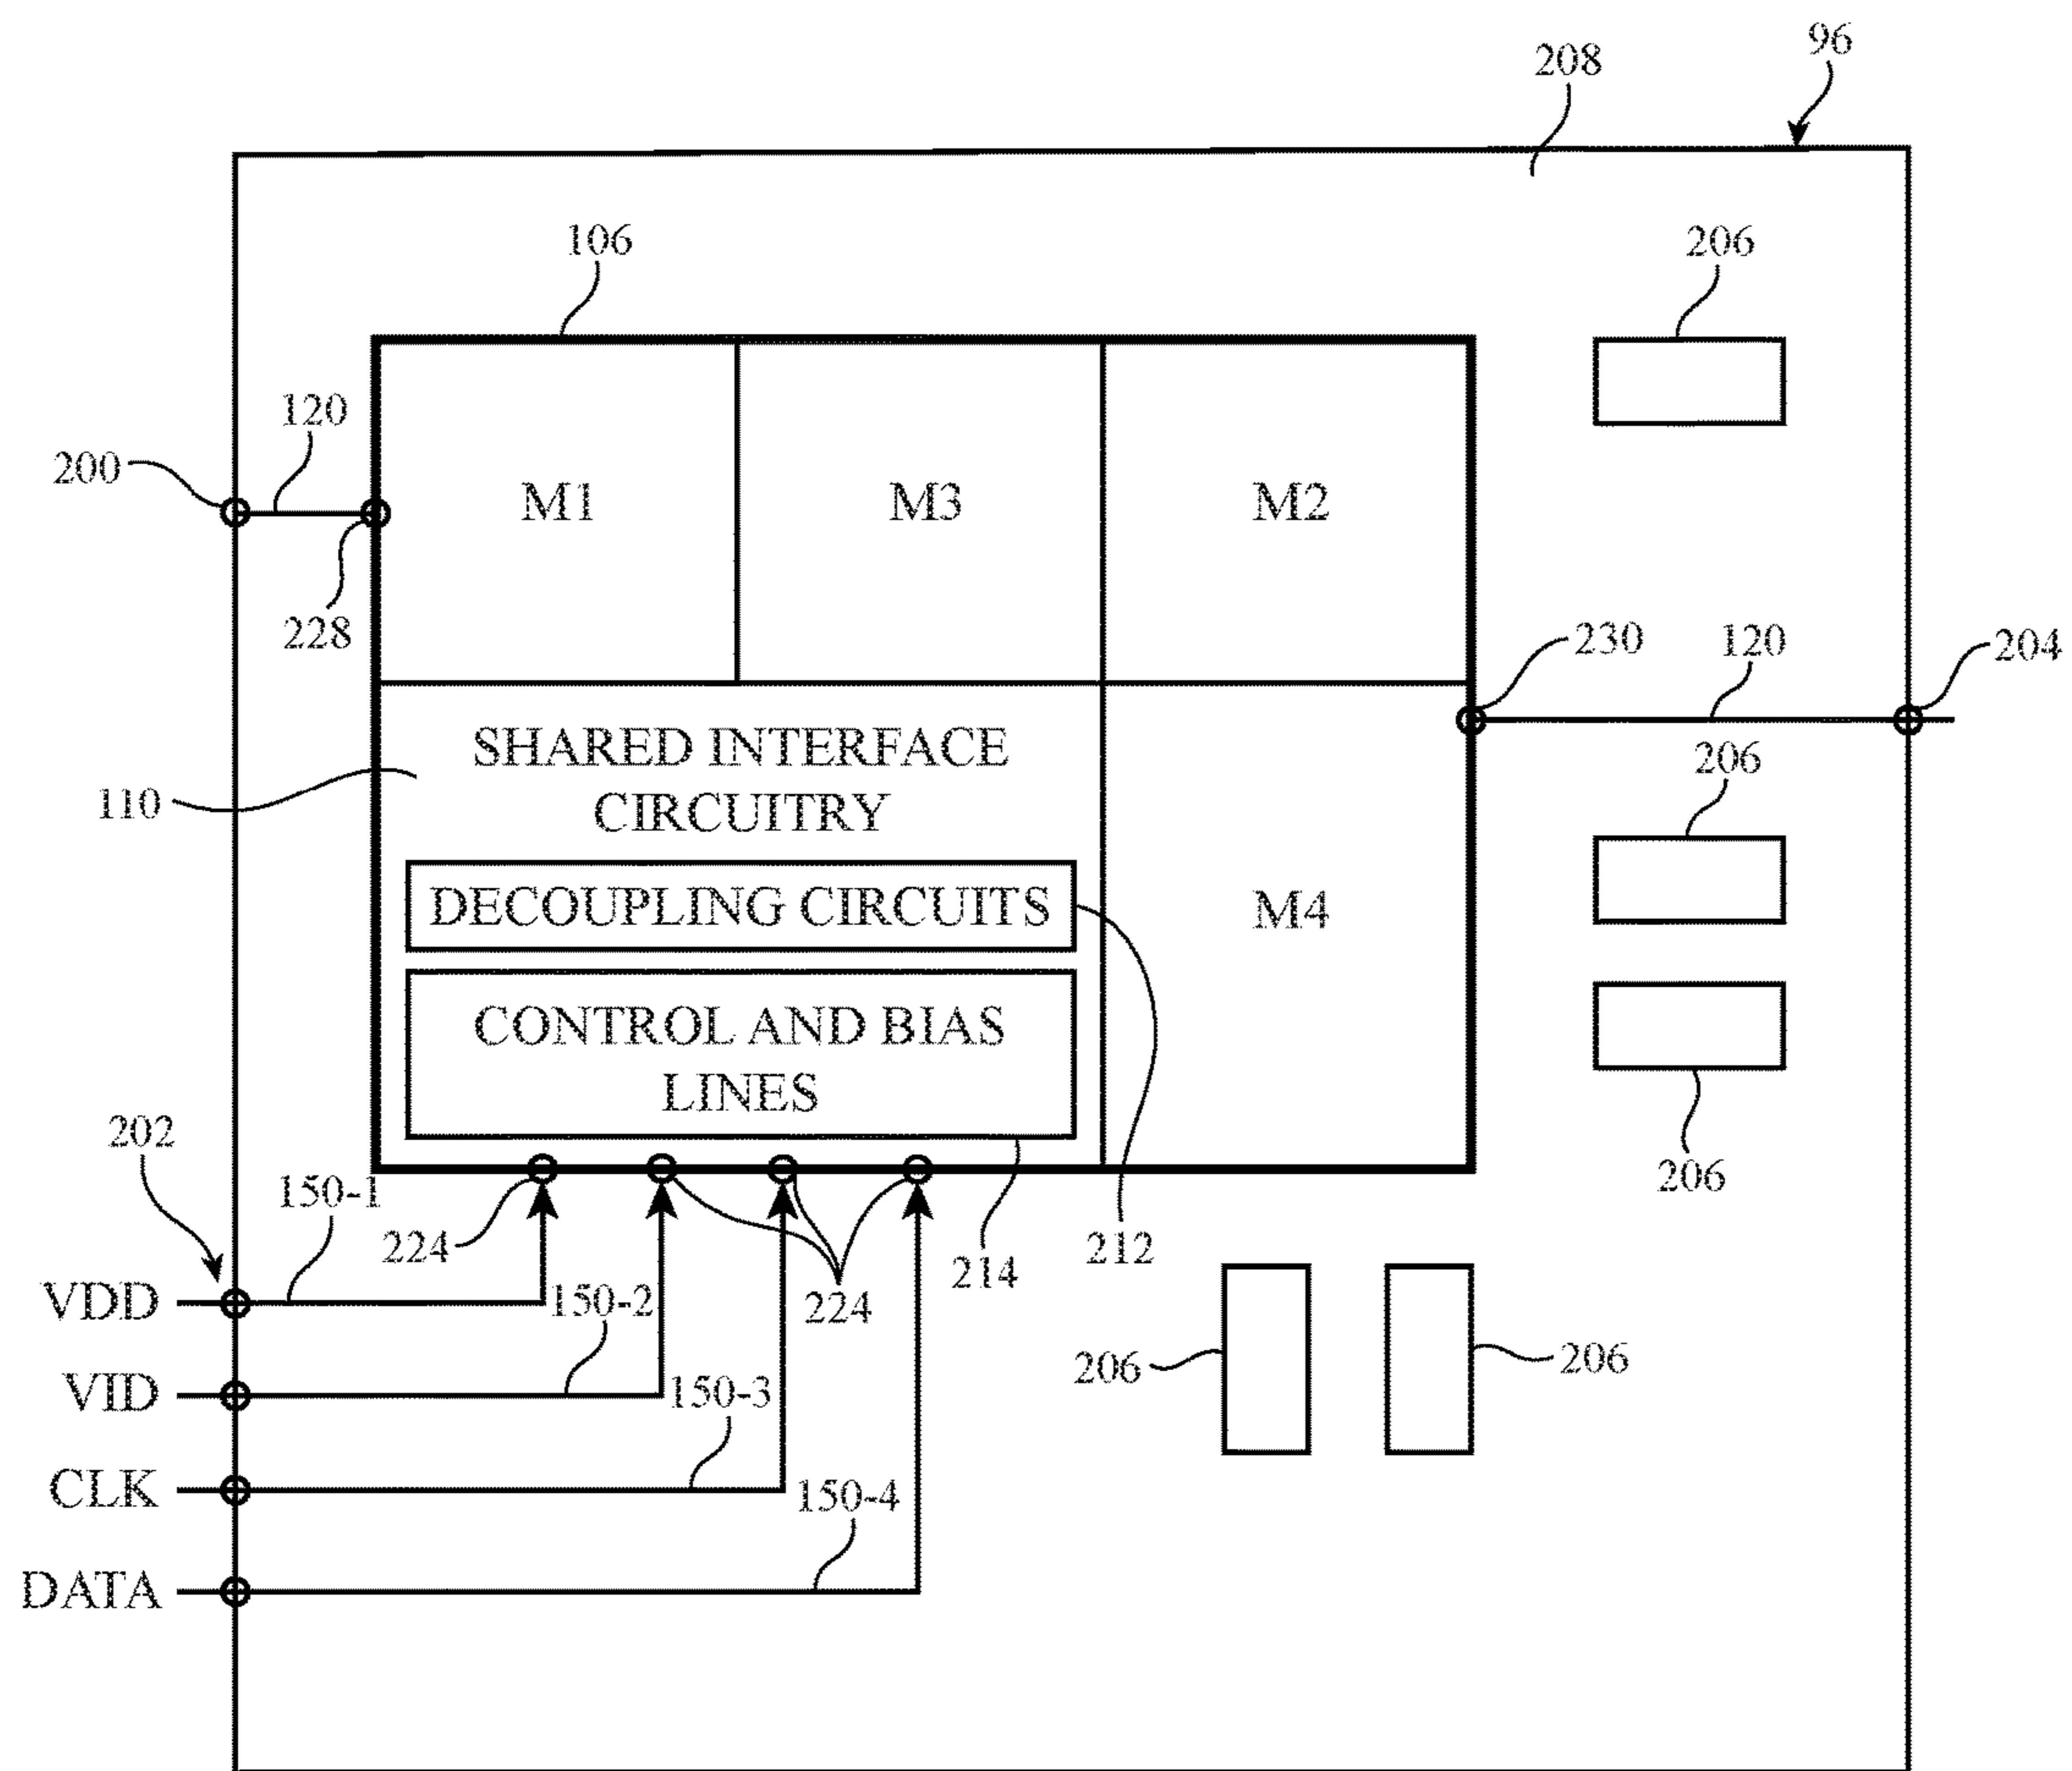 96
208
106
206
120
200
M1
M3
M2
228
230
120
204
SHARED INTERFACE
CIRCUITRY
206
110
DECOUPLING CIRCUITS
M4
CONTROL AND BIAS
LINES
202
206
150-1
224
212
214
VDD
150-2
224
206
206
VID
150-3
CLK
150-4
DATA